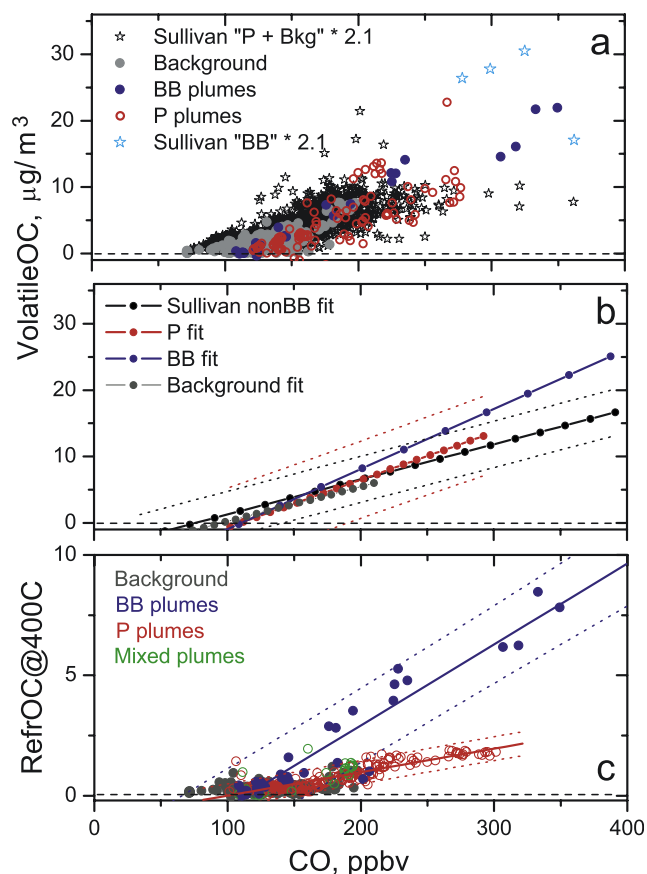 a
Sullivan "P + Bkg" * 2.1
Background
BB plumes
P plumes
Sullivan "BB" * 2.1
30
20
10
0
VolatileOC, µg/m³
b
Sullivan nonBB fit
P fit
BB fit
Background fit
30
20
10
0
10
Background
BB plumes
P plumes
Mixed plumes
5
0
RefrOC@400C
c
0 100 200 300 400
CO, ppbv